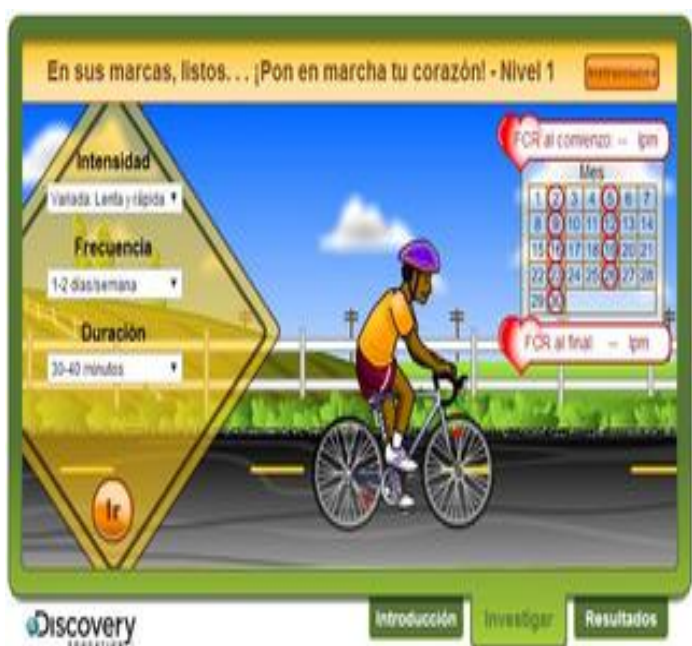 En sus marcas, listos. . . ¡Pon en marcha tu corazón! - Nivel 1
Instrucciones
Intensidad
Variada: Lenta y rápida
Frecuencia
1-2 días/semana
Duración
30-40 minutos
Ir
FCR al comienzo: -- lpm
Mes
1 2 3 4 5 6 7
8 9 10 11 12 13 14
15 16 17 18 19 20 21
22 23 24 25 26 27 28
29 30
FCR al final: -- lpm
Discovery
EDUCATION
Introducción
Investigar
Resultados